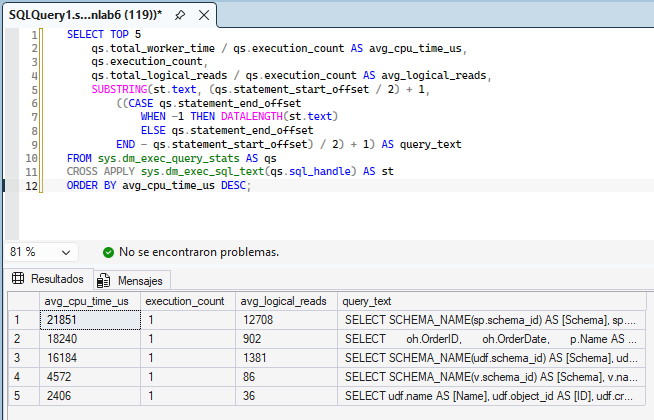 SQLQuery1.s...nlab6 (119))*
1 SELECT TOP 5
2 qs.total_worker_time / qs.execution_count AS avg_cpu_time_us,
3 qs.execution_count,
4 qs.total_logical_reads / qs.execution_count AS avg_logical_reads,
5 SUBSTRING(st.text, (qs.statement_start_offset / 2) + 1,
6 ((CASE qs.statement_end_offset
7 WHEN -1 THEN DATALENGTH(st.text)
8 ELSE qs.statement_end_offset
9 END - qs.statement_start_offset) / 2) + 1) AS query_text
10 FROM sys.dm_exec_query_stats AS qs
11 CROSS APPLY sys.dm_exec_sql_text(qs.sql_handle) AS st
12 ORDER BY avg_cpu_time_us DESC;
81 % No se encontraron problemas.
Resultados Mensajes
avg_cpu_time_us execution_count avg_logical_reads query_text
1 21851 1 12708 SELECT SCHEMA_NAME(sp.schema_id) AS [Schema], sp....
2 18240 1 902 SELECT oh.OrderID, oh.OrderDate, p.Name AS ...
3 16184 1 1381 SELECT SCHEMA_NAME(udf.schema_id) AS [Schema], ud...
4 4572 1 86 SELECT SCHEMA_NAME(v.schema_id) AS [Schema], v.na...
5 2406 1 36 SELECT udf.name AS [Name], udf.object_id AS [ID], udf.cr...